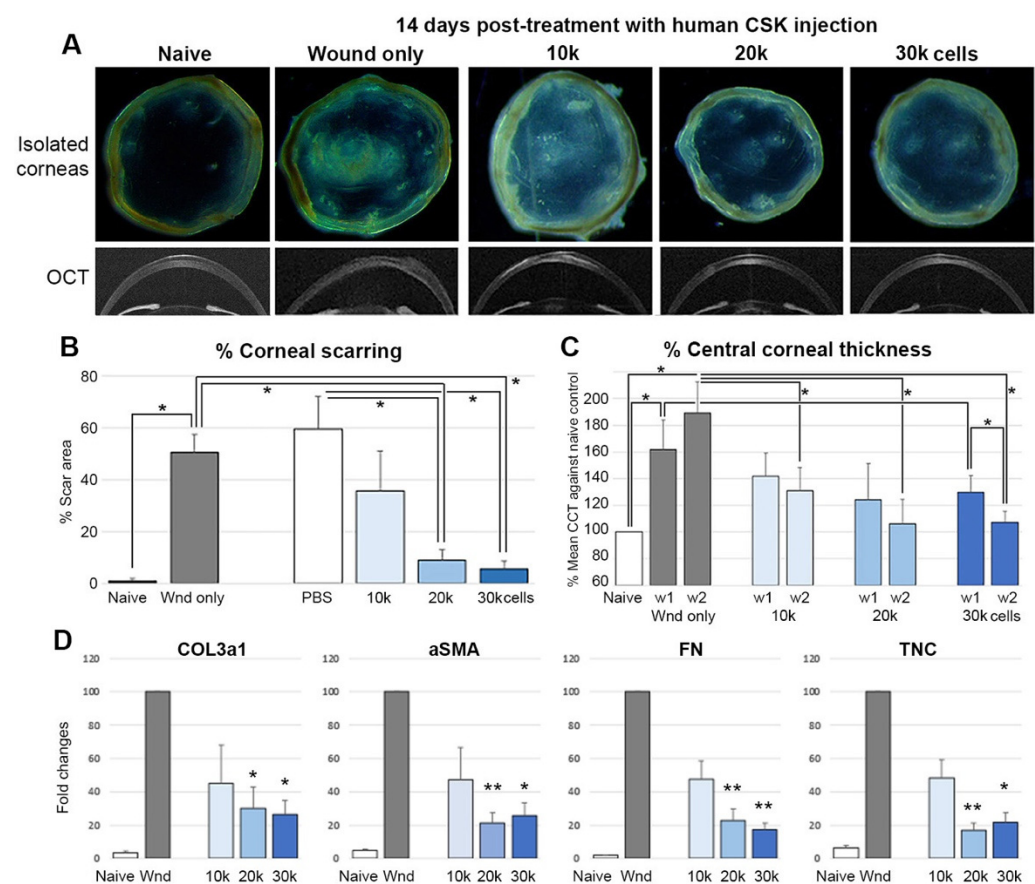 14 days post-treatment with human CSK injection
A
Naive
Wound only
10k
20k
30k cells
Isolated
corneas
OCT
B
% Corneal scarring
% Scar area
80
60
40
20
0
*
*
*
*
*
Naive
Wnd only
PBS
10k
20k
30kcells
C
% Central corneal thickness
% Mean CCT against naive control
200
180
160
140
120
100
80
60
*
*
*
*
*
*
Naive
w1 w2
w1 w2
w1 w2
w1 w2
Wnd only
10k
20k
30k cells
D
Fold changes
COL3a1
120
100
80
60
40
20
0
*
*
Naive Wnd
10k 20k 30k
aSMA
120
100
80
60
40
20
0
**
*
Naive Wnd
10k 20k 30k
FN
120
100
80
60
40
20
0
**
**
Naive Wnd
10k 20k 30k
TNC
120
100
80
60
40
20
0
**
*
Naive Wnd
10k 20k 30k